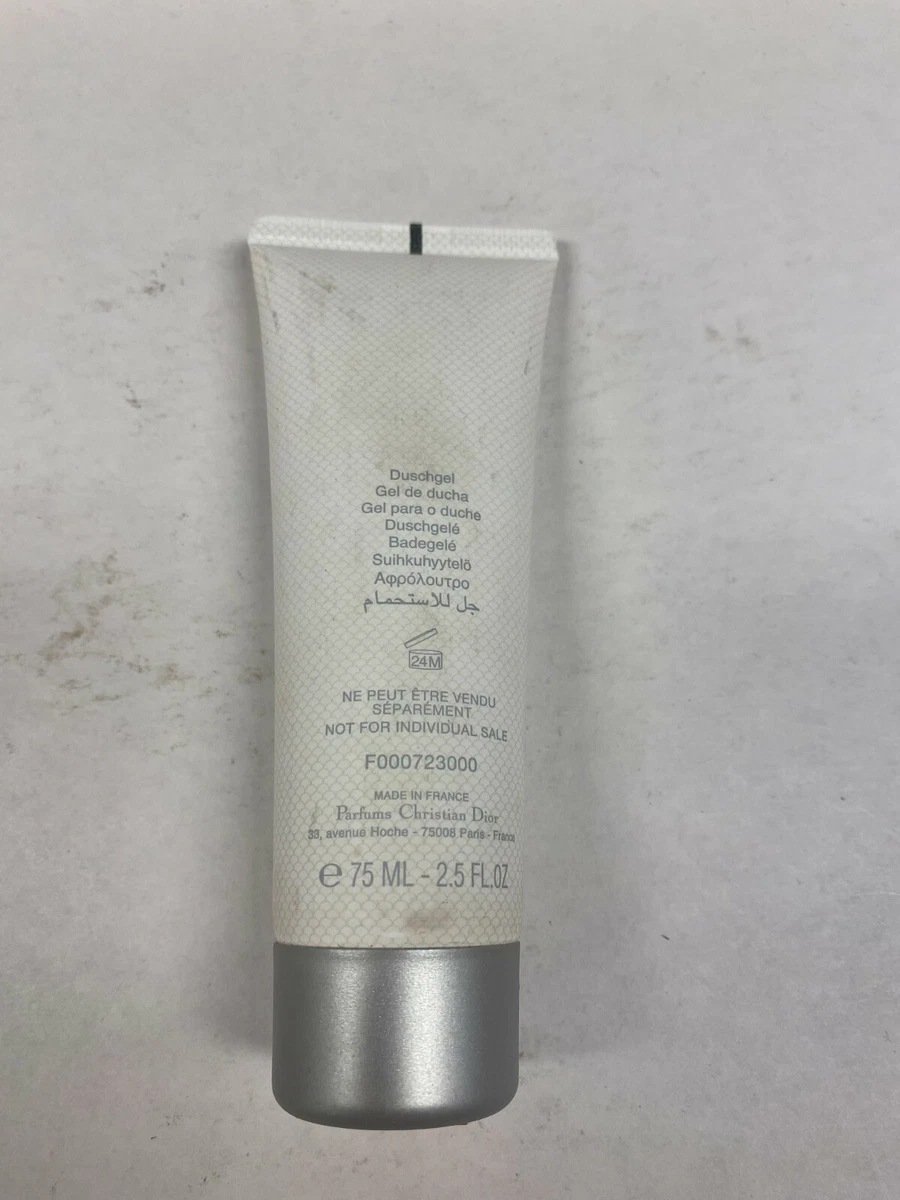 Duschgel
Gel de ducha
Gel para o duche
Duschgelé
Badegelé
Suihkuhyytelö
Αφρόλουτρο
جل للاستحمام
24M
NE PEUT ÊTRE VENDU
SÉPARÉMENT
NOT FOR INDIVIDUAL SALE
F000723000
MADE IN FRANCE
Parfums Christian Dior
33, avenue Hoche - 75008 Paris - France
℮ 75 ML - 2.5 FL.OZ